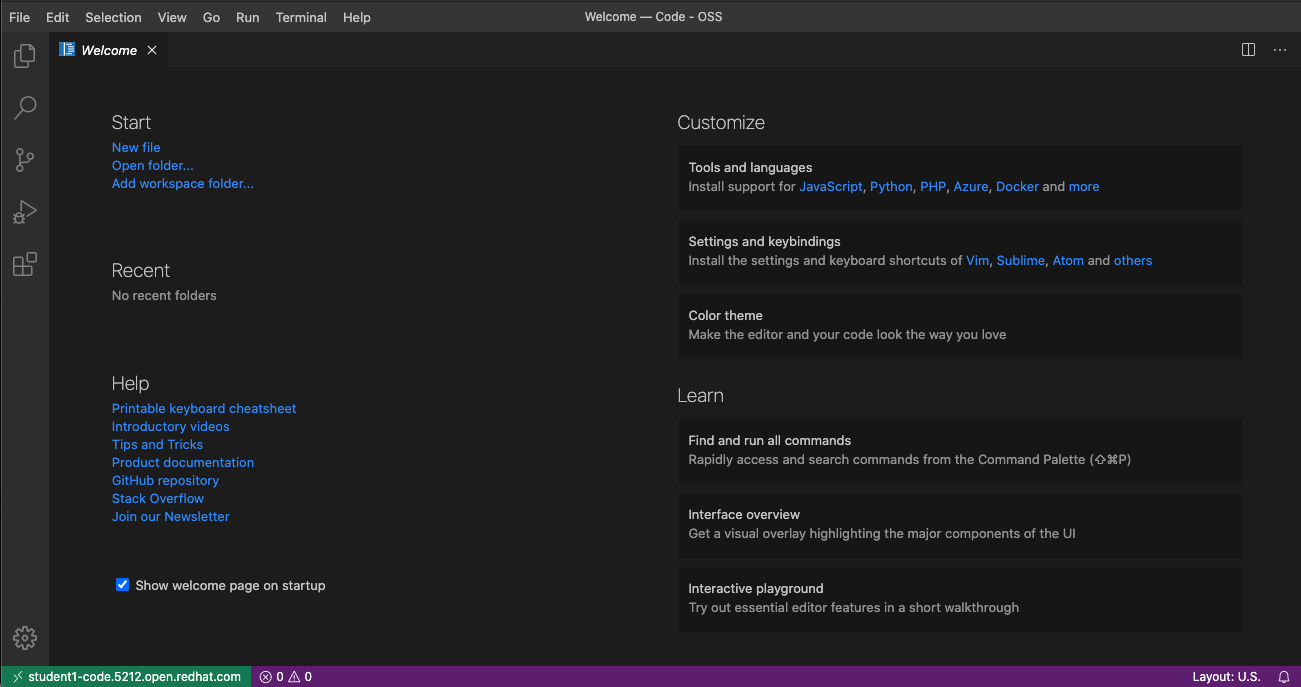 File Edit Selection View Go Run Terminal Help
Welcome — Code - OSS
Welcome
Start
New file
Open folder...
Add workspace folder...
Recent
No recent folders
Help
Printable keyboard cheatsheet
Introductory videos
Tips and Tricks
Product documentation
GitHub repository
Stack Overflow
Join our Newsletter
Show welcome page on startup
Customize
Tools and languages
Install support for JavaScript, Python, PHP, Azure, Docker and more
Settings and keybindings
Install the settings and keyboard shortcuts of Vim, Sublime, Atom and others
Color theme
Make the editor and your code look the way you love
Learn
Find and run all commands
Rapidly access and search commands from the Command Palette (⇧⌘P)
Interface overview
Get a visual overlay highlighting the major components of the UI
Interactive playground
Try out essential editor features in a short walkthrough
student1-code.5212.open.redhat.com
0 0
Layout: U.S.